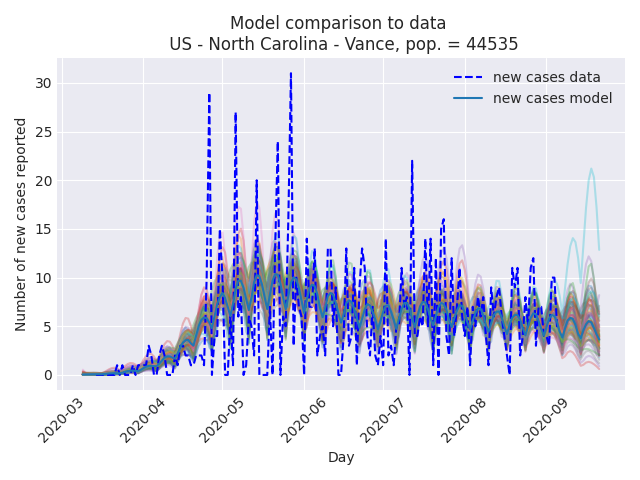 Model comparison to data
US - North Carolina - Vance, pop. = 44535
new cases data
new cases model
Number of new cases reported
30
25
20
15
10
5
0
2020-03
2020-04
2020-05
2020-06
2020-07
2020-08
2020-09
Day